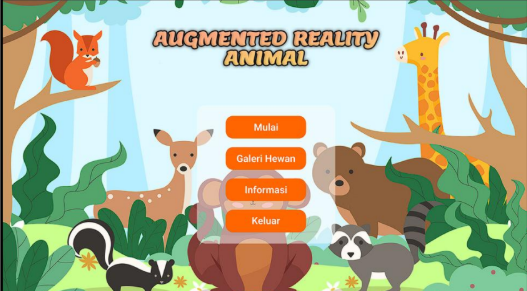 AUGMENTED REALITY
ANIMAL
Mulai
Galeri Hewan
Informasi
Keluar